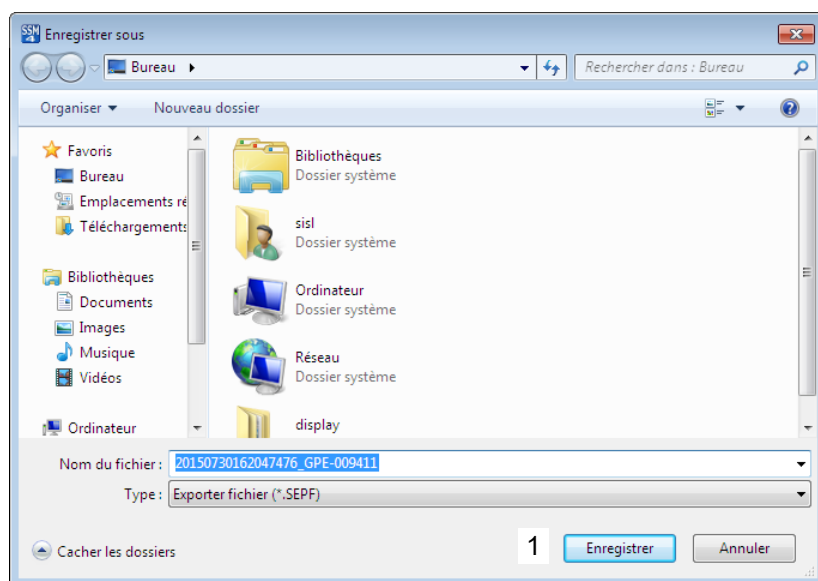 SSM 4 Enregistrer sous
Bureau
Rechercher dans : Bureau
Organiser Nouveau dossier
Favoris
Bureau
Emplacements ré
Téléchargements
Bibliothèques
Documents
Images
Musique
Vidéos
Ordinateur
Bibliothèques
Dossier système
sisl
Dossier système
Ordinateur
Dossier système
Réseau
Dossier système
display
Nom du fichier : 20150730162047476_GPE-009411
Type : Exporter fichier (*.SEPF)
Cacher les dossiers
1 Enregistrer Annuler